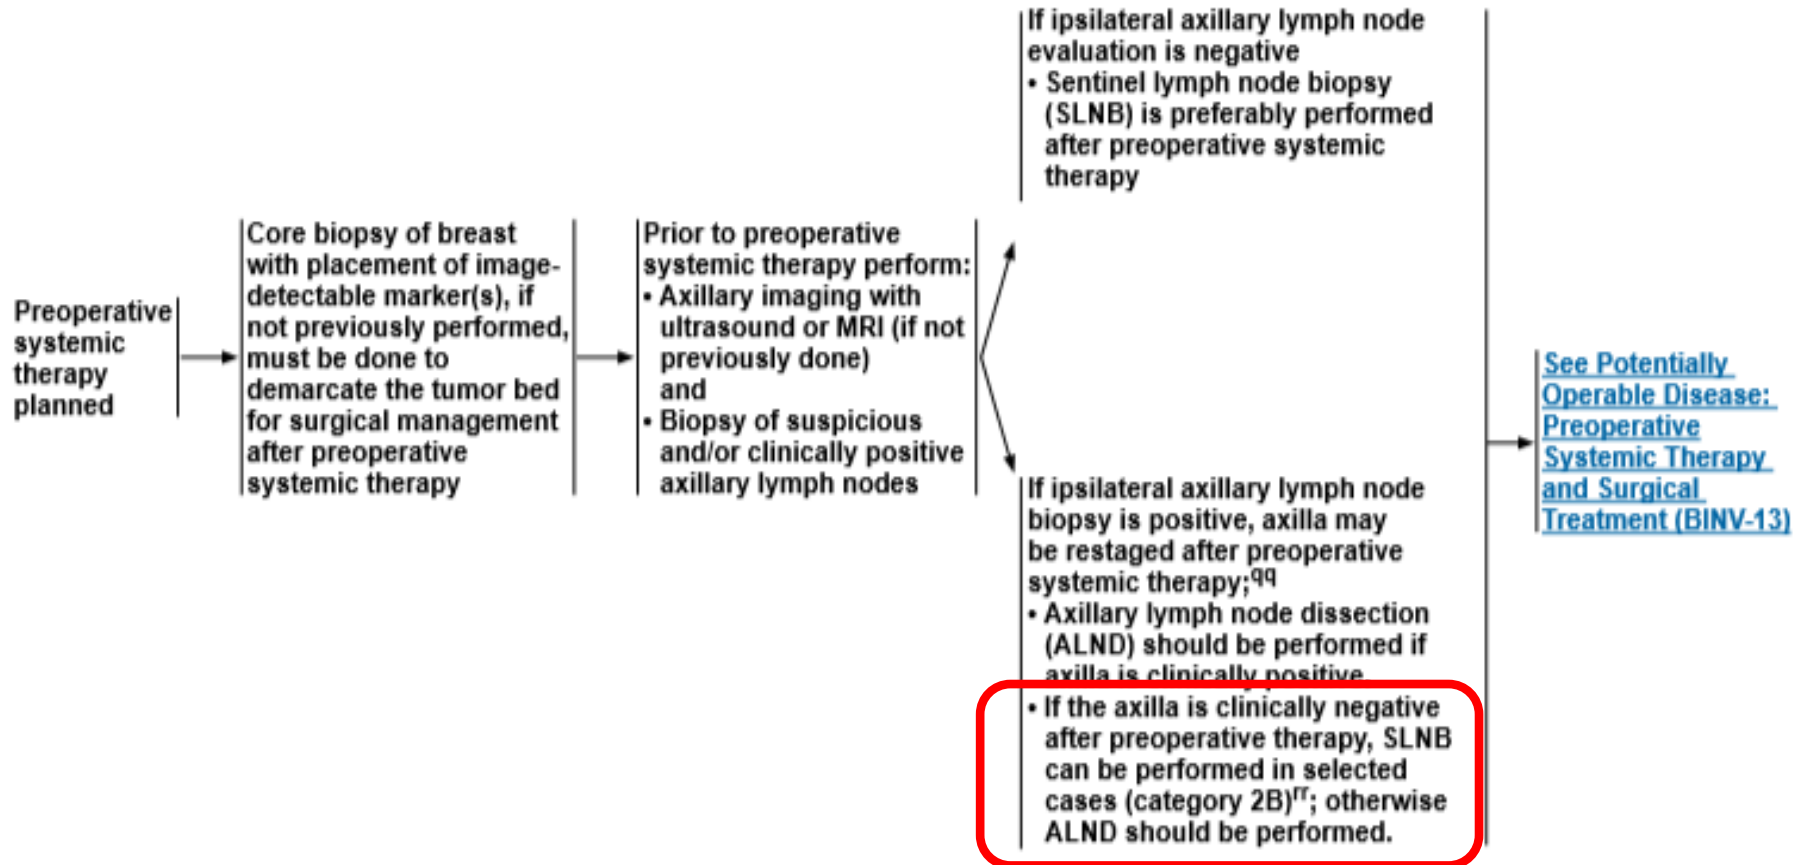 Preoperative
systemic
therapy
planned
Core biopsy of breast
with placement of image-
detectable marker(s), if
not previously performed,
must be done to
demarcate the tumor bed
for surgical management
after preoperative
systemic therapy
Prior to preoperative
systemic therapy perform:
• Axillary imaging with
ultrasound or MRI (if not
previously done)
and
• Biopsy of suspicious
and/or clinically positive
axillary lymph nodes
If ipsilateral axillary lymph node
evaluation is negative
• Sentinel lymph node biopsy
(SLNB) is preferably performed
after preoperative systemic
therapy
If ipsilateral axillary lymph node
biopsy is positive, axilla may
be restaged after preoperative
systemic therapy;qq
• Axillary lymph node dissection
(ALND) should be performed if
axilla is clinically positive
• If the axilla is clinically negative
after preoperative therapy, SLNB
can be performed in selected
cases (category 2B)rr; otherwise
ALND should be performed.
See Potentially
Operable Disease:
Preoperative
Systemic Therapy
and Surgical
Treatment (BINV-13)